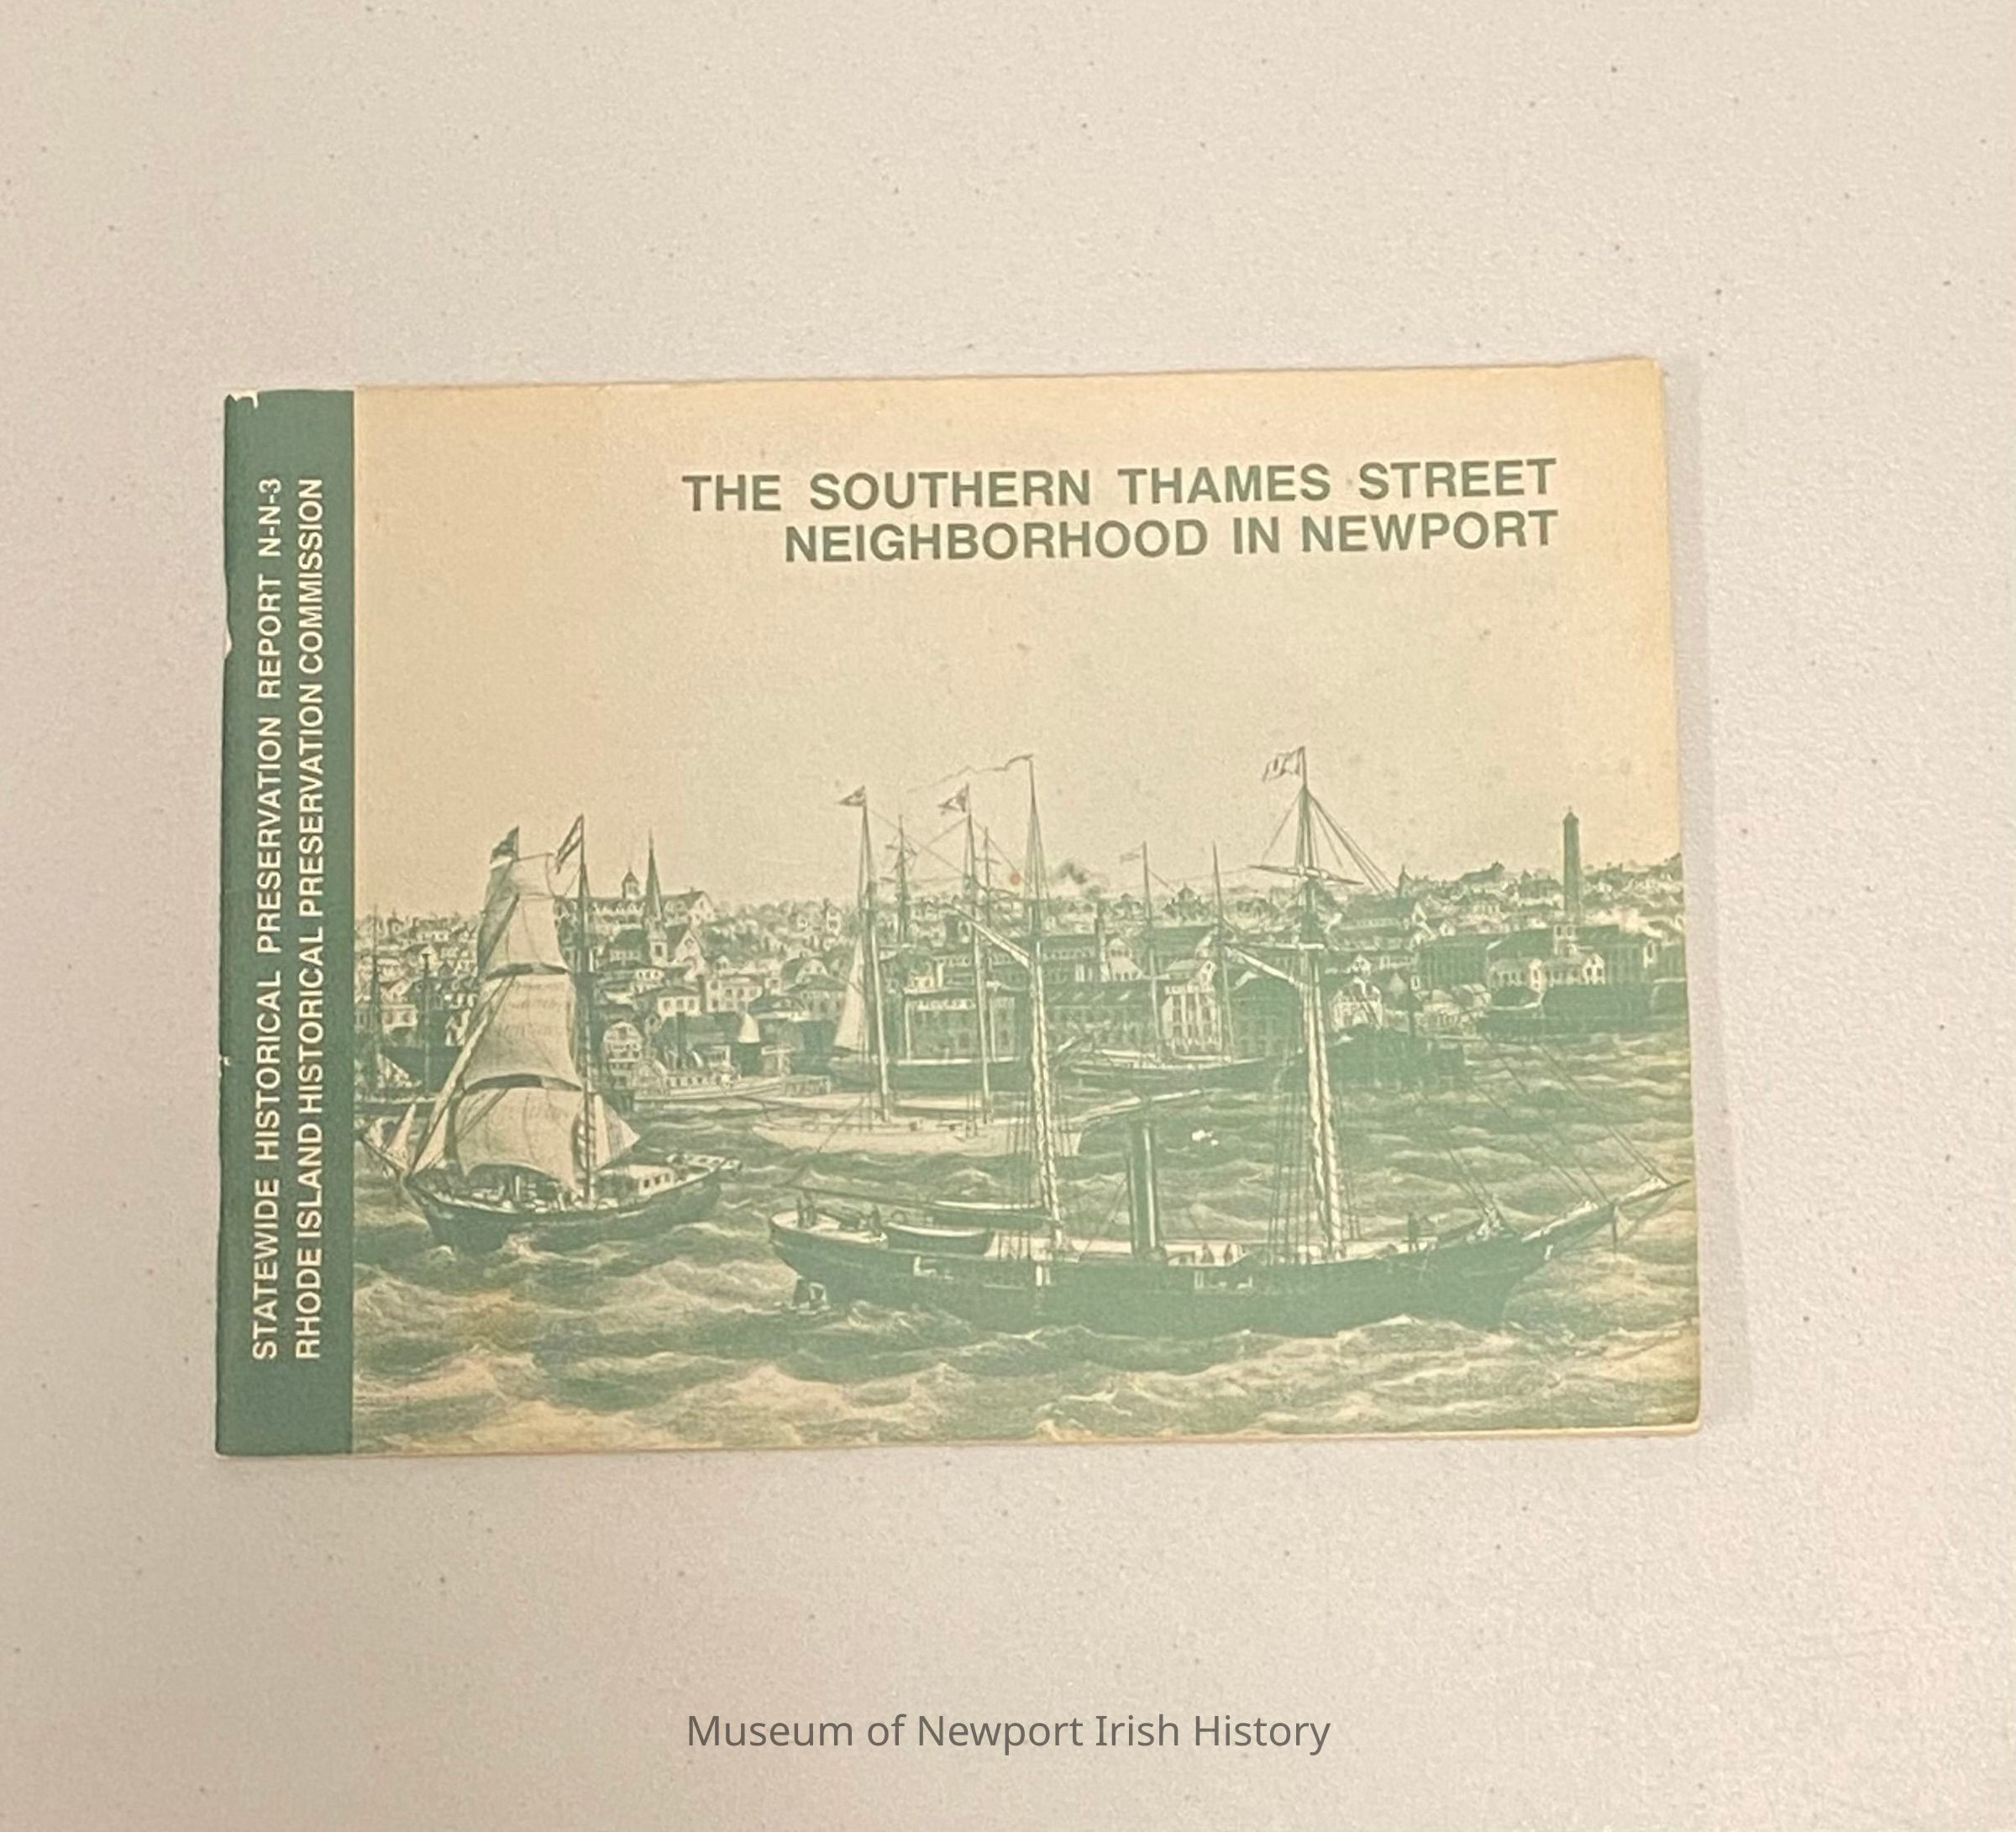 THE SOUTHERN THAMES STREET
NEIGHBORHOOD IN NEWPORT
STATEWIDE HISTORICAL PRESERVATION REPORT N-N-3
RHODE ISLAND HISTORICAL PRESERVATION COMMISSION
Museum of Newport Irish History